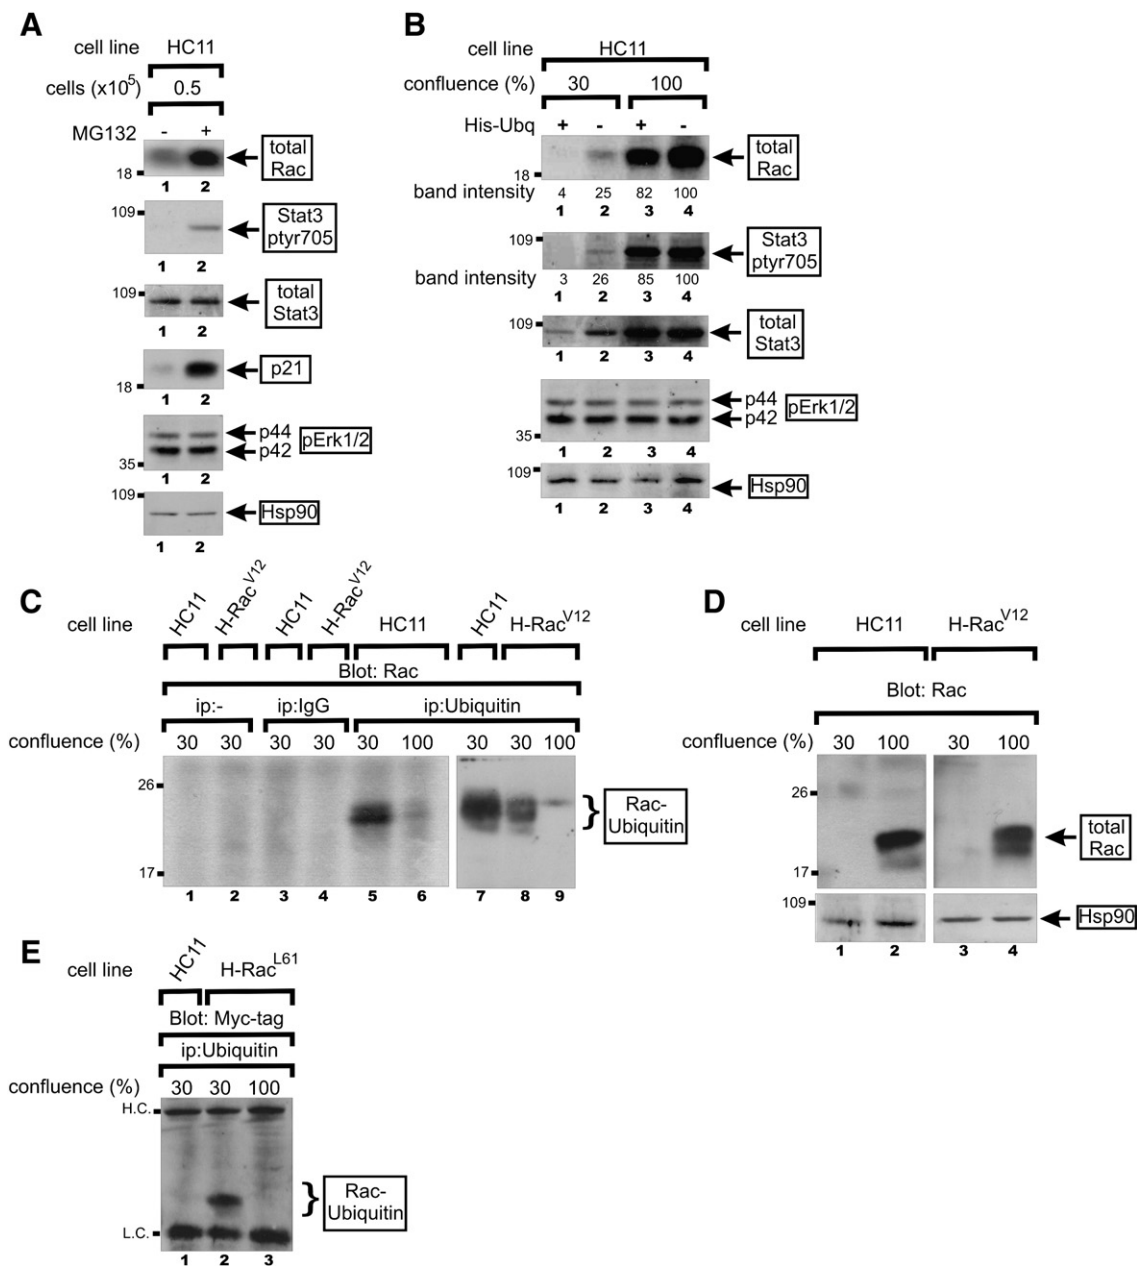 A
cell line HC11
cells (x10⁵) 0.5
MG132 - +
total
Rac
18
1 2
109
Stat3
ptyr705
1 2
109
total
Stat3
1 2
p21
18
1 2
p44
p42
pErk1/2
35
1 2
109
Hsp90
1 2
B
cell line
HC11
confluence (%) 30 100
His-Ubq + - + -
total
Rac
18
band intensity 4 25 82 100
1 2 3 4
109
Stat3
ptyr705
band intensity 3 26 85 100
1 2 3 4
109
total
Stat3
1 2 3 4
p44
p42
pErk1/2
35
1 2 3 4
109
Hsp90
1 2 3 4
C
cell line HC11 H-Rac^V12 HC11 H-Rac^V12 HC11 HC11 H-Rac^V12
Blot: Rac
ip:- ip:IgG ip:Ubiquitin
confluence (%) 30 30 30 30 30 100 30 30 100
26
Rac-
Ubiquitin
17
1 2 3 4 5 6 7 8 9
D
cell line HC11 H-Rac^V12
Blot: Rac
confluence (%) 30 100 30 100
26
total
Rac
17
109
Hsp90
1 2 3 4
E
cell line HC11 H-Rac^L61
Blot: Myc-tag
ip:Ubiquitin
confluence (%) 30 30 100
H.C.
Rac-
Ubiquitin
L.C.
1 2 3